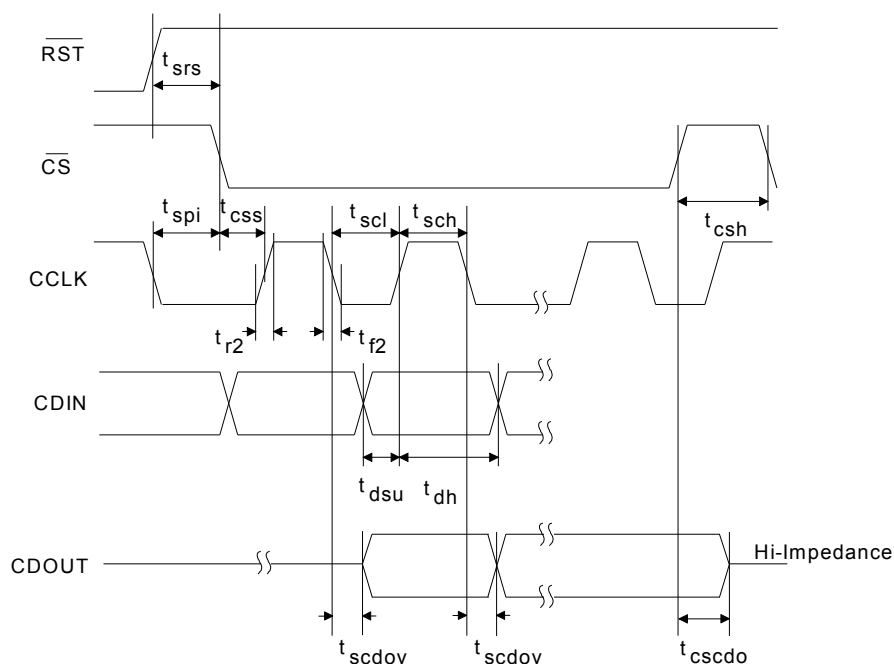 RST
t srs
CS
t spi
t css
t scl
t sch
t csh
CCLK
t r2
t f2
CDIN
t dsu
t dh
CDOUT
Hi-Impedance
t scdov
t scdov
t cscdo